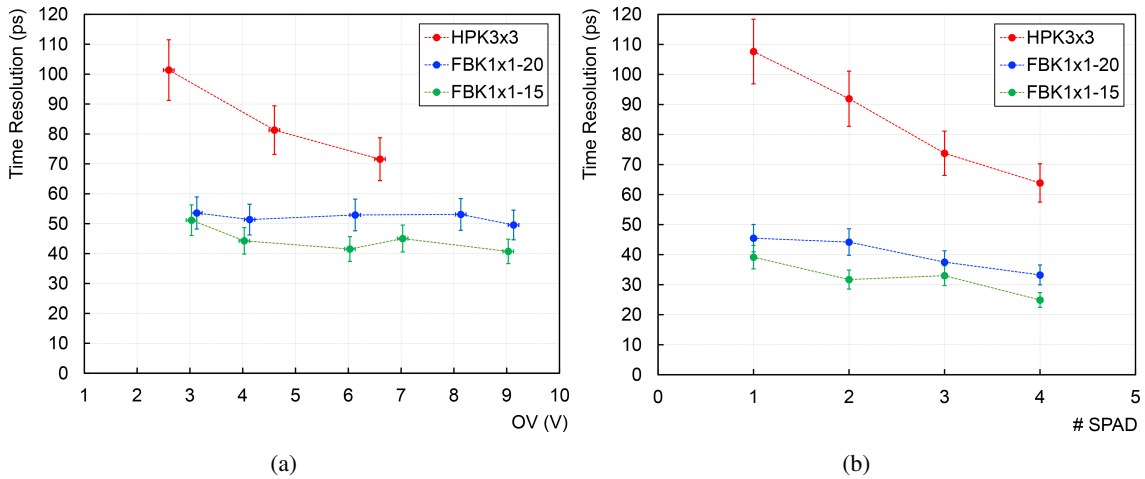 Time Resolution (ps)
120
110
100
90
80
70
60
50
40
30
20
10
0
1 2 3 4 5 6 7 8 9 10
OV (V)
HPK3x3
FBK1x1-20
FBK1x1-15
(a)
Time Resolution (ps)
120
110
100
90
80
70
60
50
40
30
20
10
0
0 1 2 3 4 5
# SPAD
HPK3x3
FBK1x1-20
FBK1x1-15
(b)